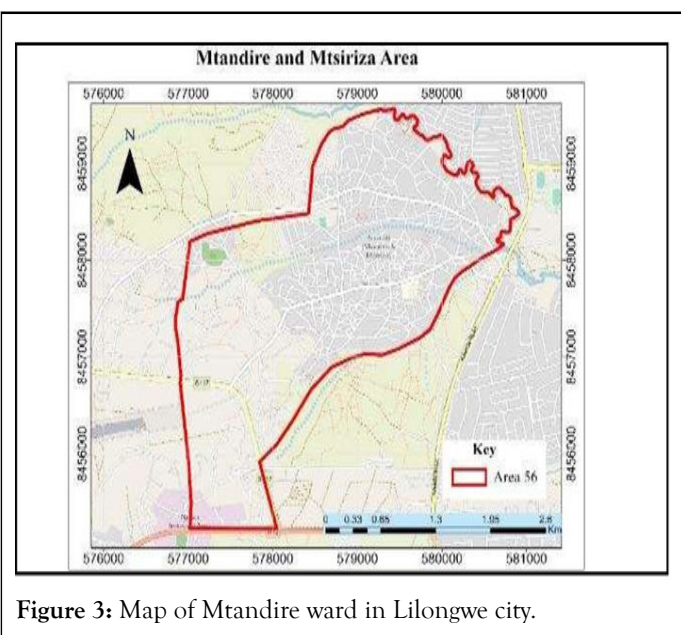 Mtandire and Mtsiriza Area
576000 577000 578000 579000 580000 581000
N
8459000 8459000
8458000 8458000
8457000 8457000
8456000 8456000
Key
Area 56
0 0.33 0.65 1.3 1.95 2.6
Km
576000 577000 578000 579000 580000 581000
Figure 3: Map of Mtandire ward in Lilongwe city.